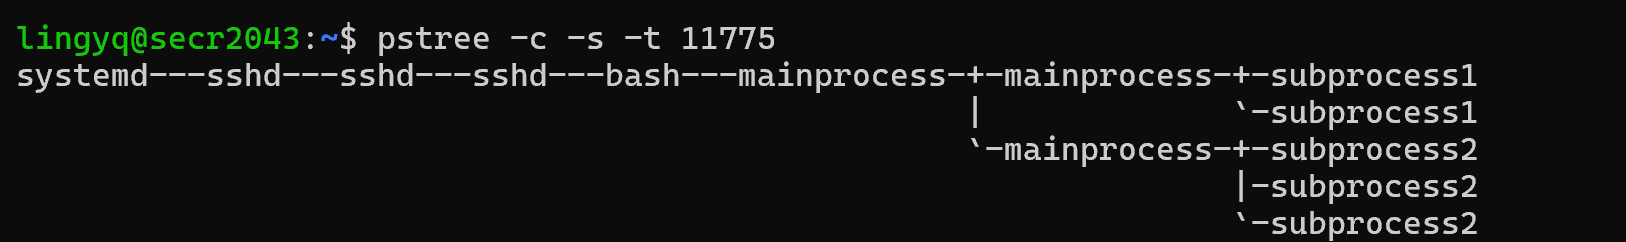 lingyq@secr2043:~$ pstree -c -s -t 11775
systemd---sshd---sshd---sshd---bash---mainprocess-+-mainprocess-+-subprocess1
                                                  |             `-subprocess1
                                                  `-mainprocess-+-subprocess2
                                                                |-subprocess2
                                                                `-subprocess2